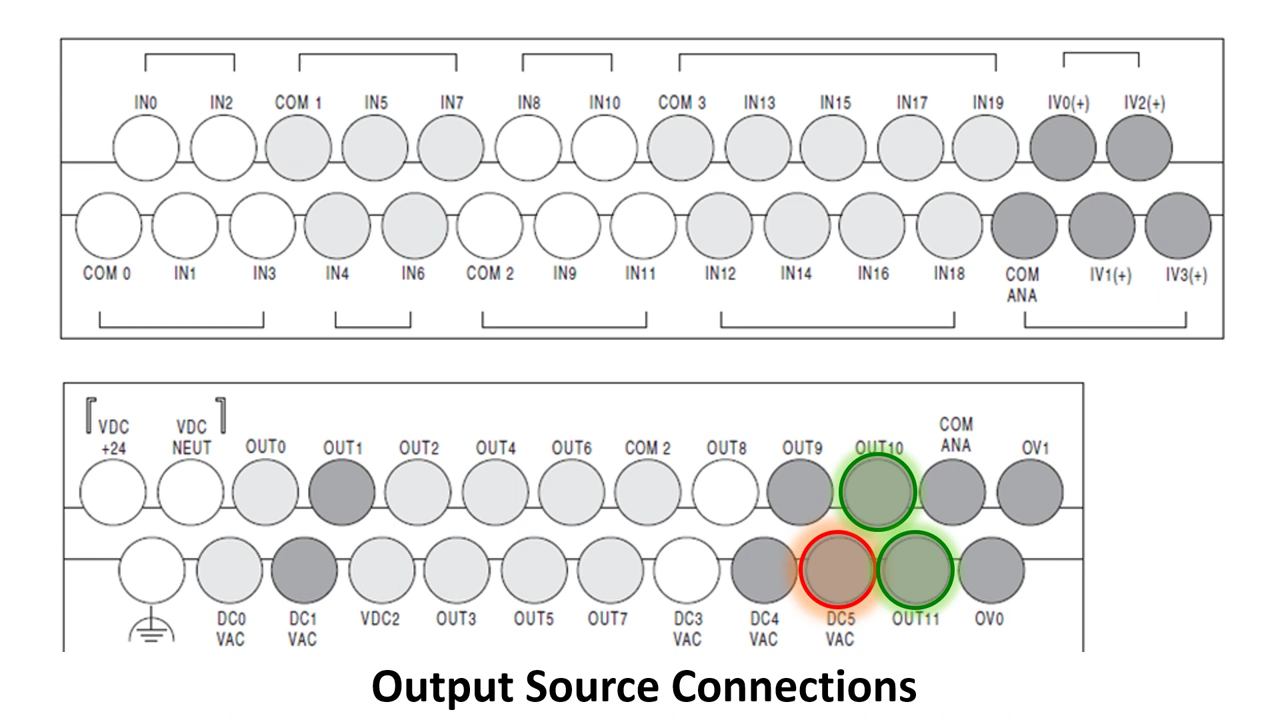 IN0 IN2 COM 1 IN5 IN7 IN8 IN10 COM 3 IN13 IN15 IN17 IN19 IV0(+) IV2(+)
COM 0 IN1 IN3 IN4 IN6 COM 2 IN9 IN11 IN12 IN14 IN16 IN18 COM IV1(+) IV3(+)
ANA
VDC VDC COM
+24 NEUT OUT0 OUT1 OUT2 OUT4 OUT6 COM 2 OUT8 OUT9 OUT10 ANA OV1
DC0 DC1 VDC2 OUT3 OUT5 OUT7 DC3 DC4 DC5 OUT11 OV0
VAC VAC VAC VAC VAC
Output Source Connections